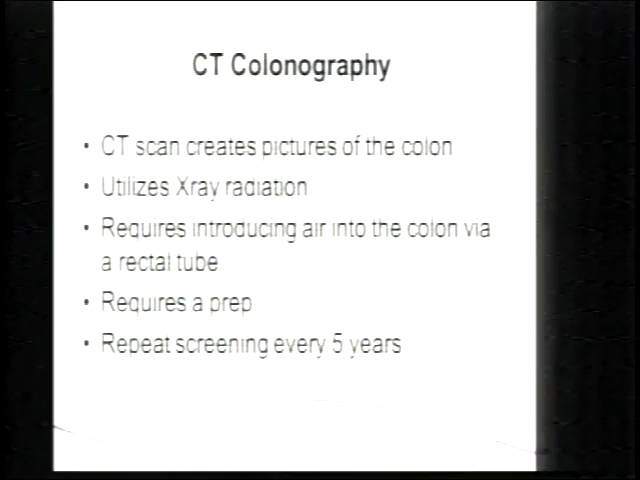 CT Colonography
• CT scan creates pictures of the colon
• Utilizes Xray radiation
• Requires introducing air into the colon via
a rectal tube
• Requires a prep
• Repeat screening every 5 years